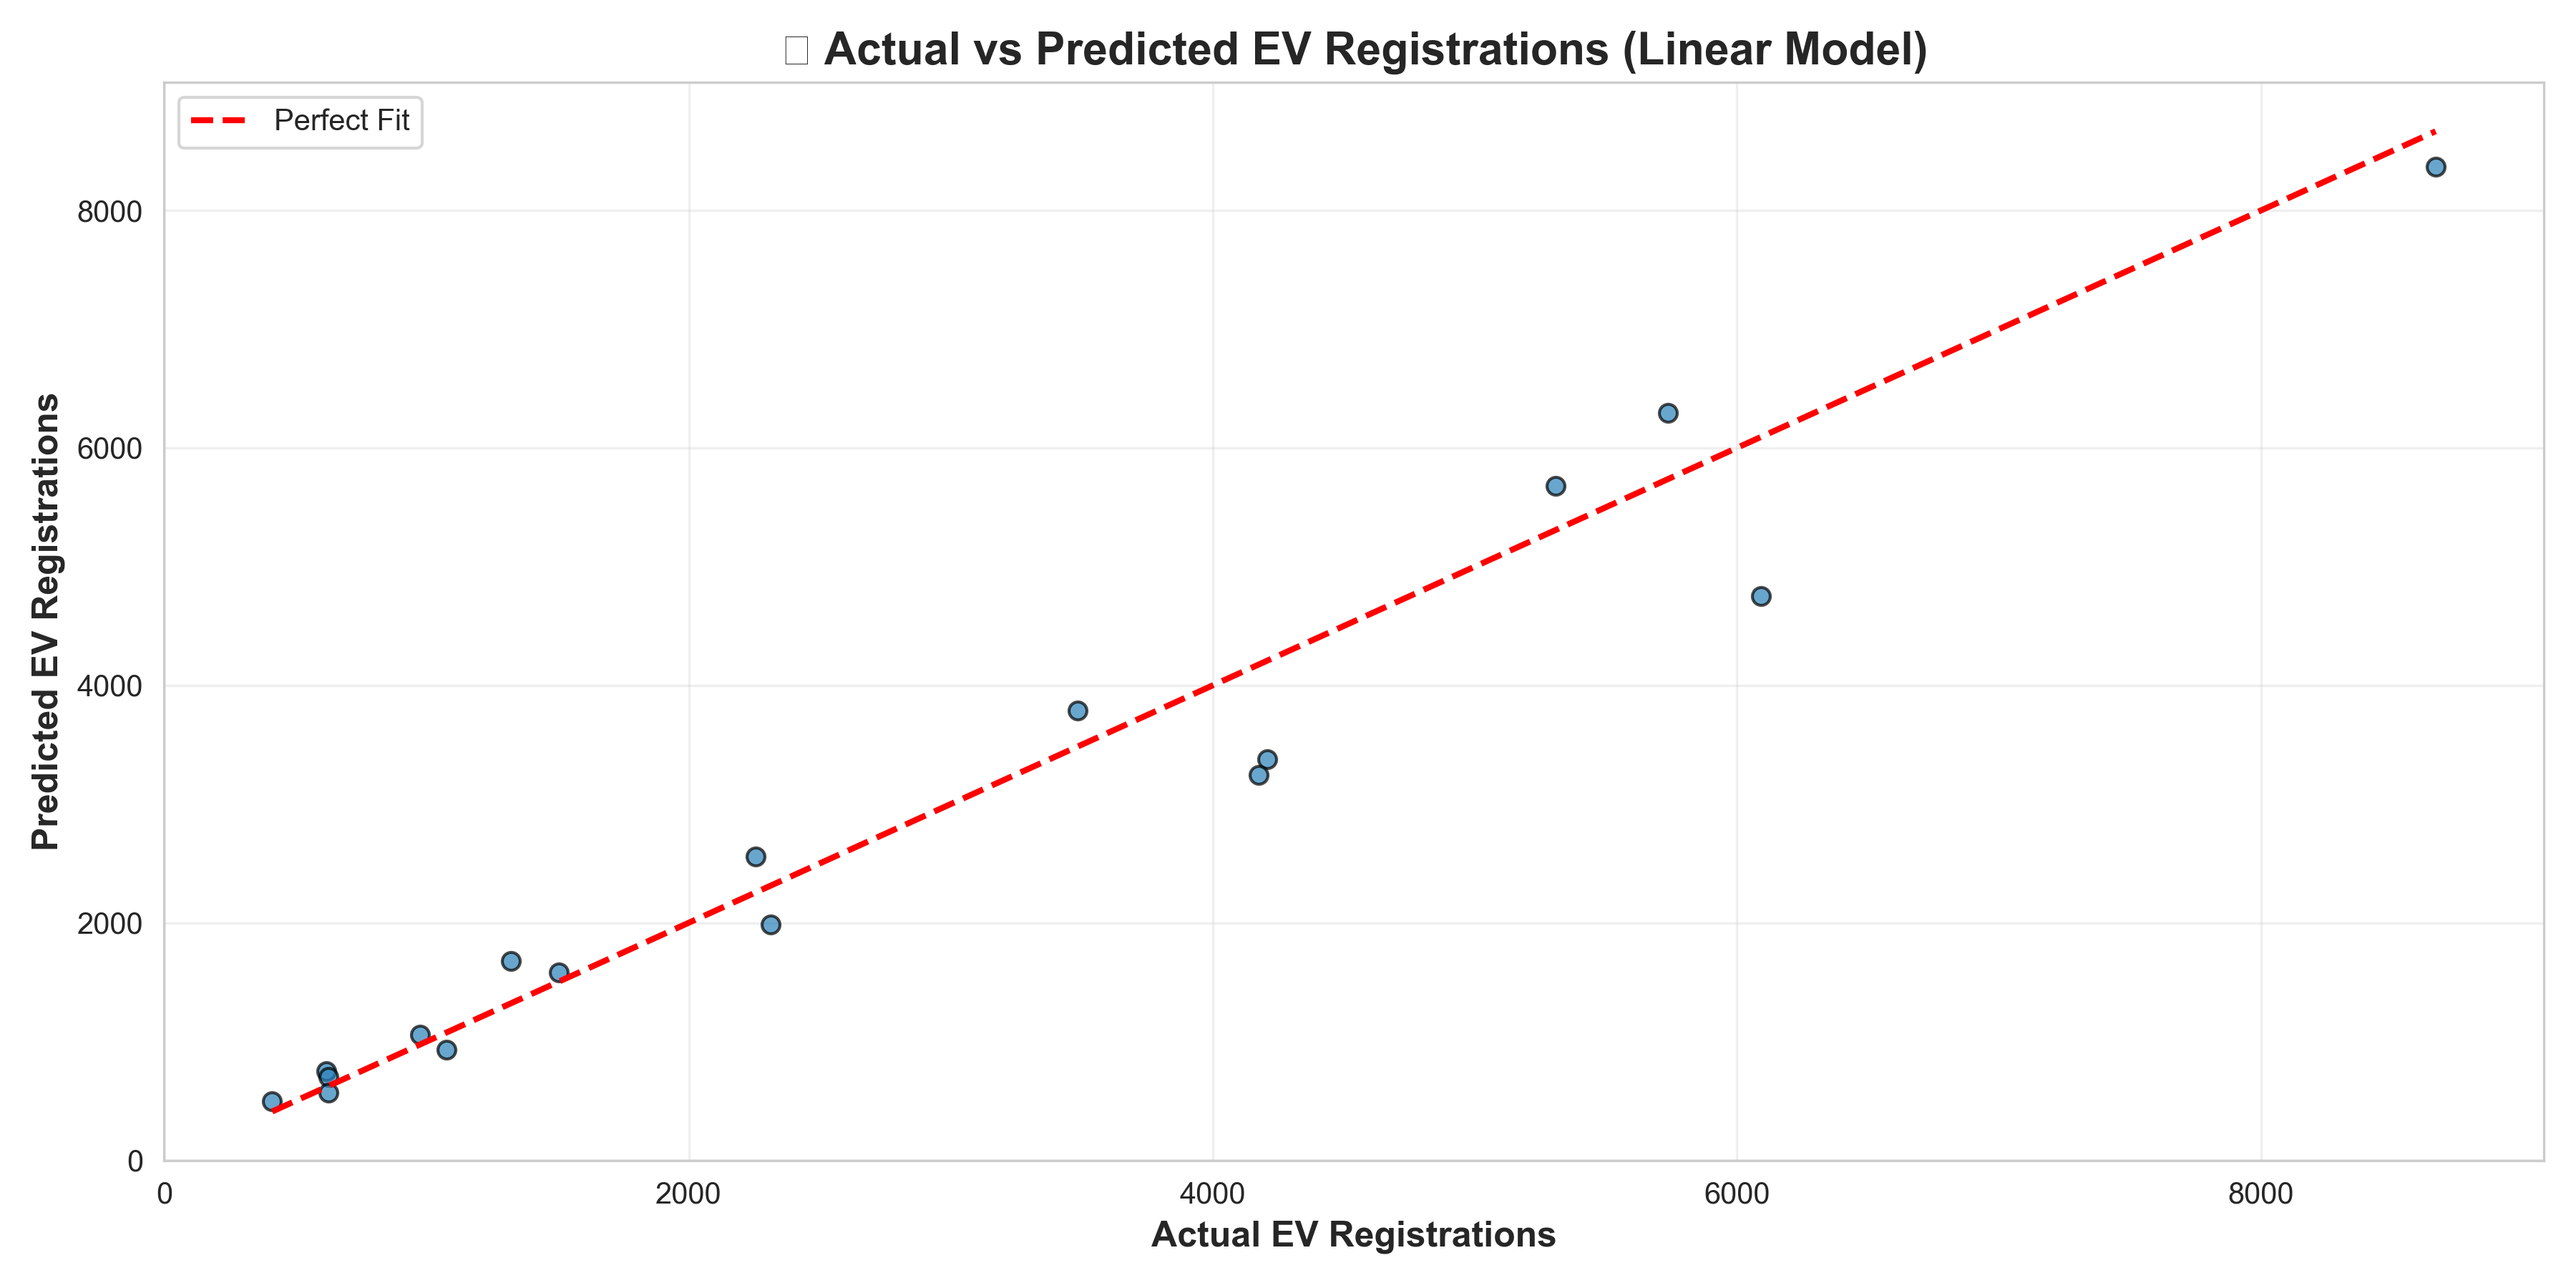 Actual vs Predicted EV Registrations (Linear Model)
Perfect Fit
Predicted EV Registrations
8000
6000
4000
2000
0
0 2000 4000 6000 8000
Actual EV Registrations